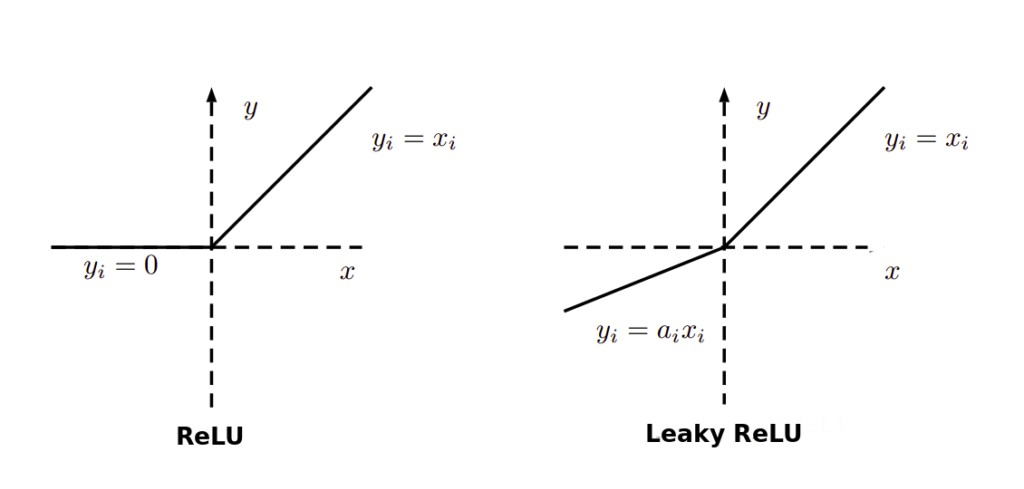 y
y_i = x_i
y_i = 0
x
ReLU
y
y_i = x_i
x
y_i = a_i x_i
Leaky ReLU